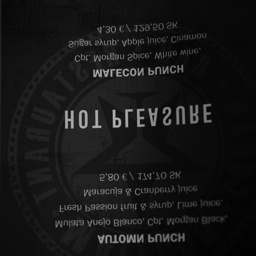 AUTOMN PUNCH
Mulata Anejo Blanco, Cpt. Morgan Black,
Fresh Passion fruit & syrup, Lime juice,
Maracuja & Cranberry juice
5,80 € / 174,70 SK
HOT PLEASURE
MALECON PUNCH
Cpt. Morgan Spice, White wine,
Sugar syrup, Apple juice, Cinamon
4,30 € / 129,50 SK